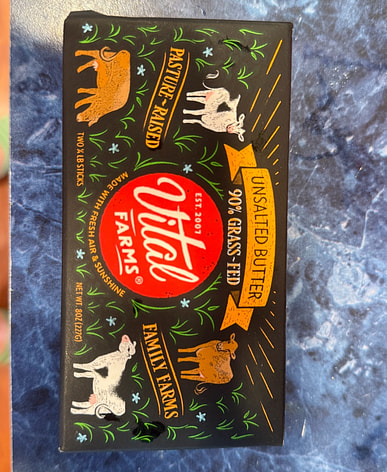 UNSALTED BUTTER
90% GRASS-FED
PASTURE-RAISED
FAMILY FARMS
EST. 2007
Vital
FARMS®
MADE WITH FRESH AIR & SUNSHINE
TWO ¼ LB STICKS
NET WT. 8OZ (227G)